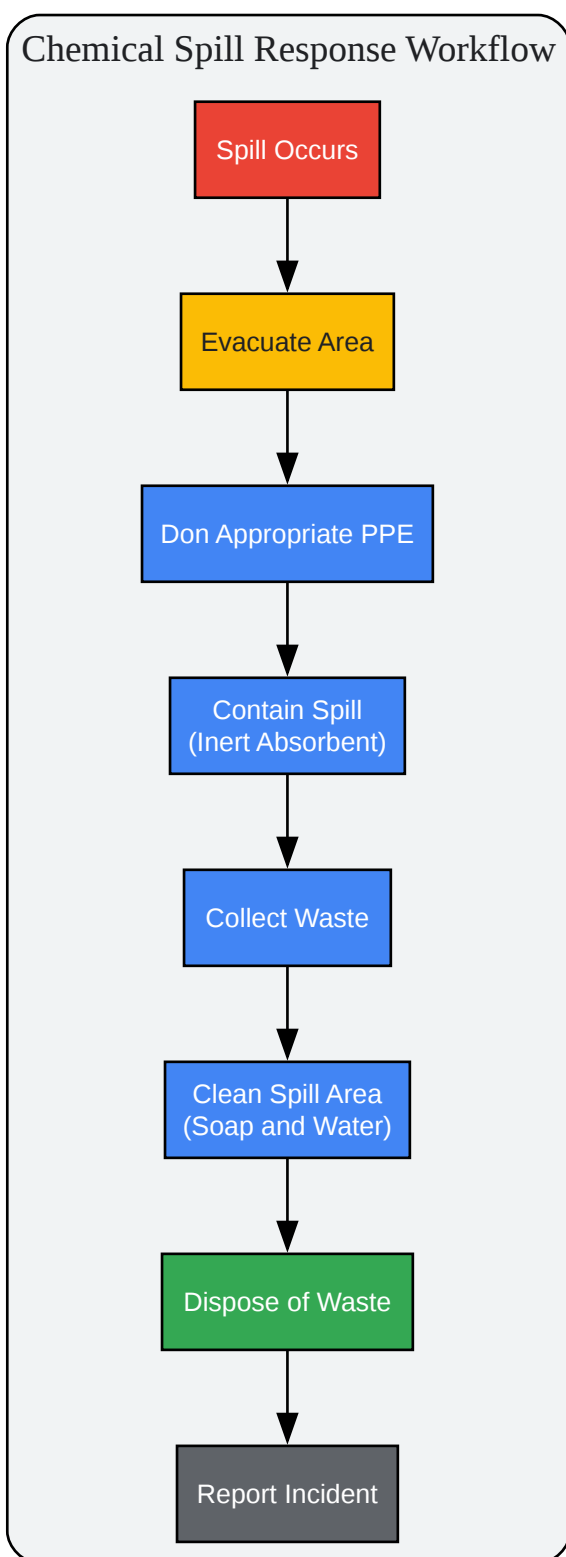 Chemical Spill Response Workflow
Spill Occurs
Evacuate Area
Don Appropriate PPE
Contain Spill
(Inert Absorbent)
Collect Waste
Clean Spill Area
(Soap and Water)
Dispose of Waste
Report Incident